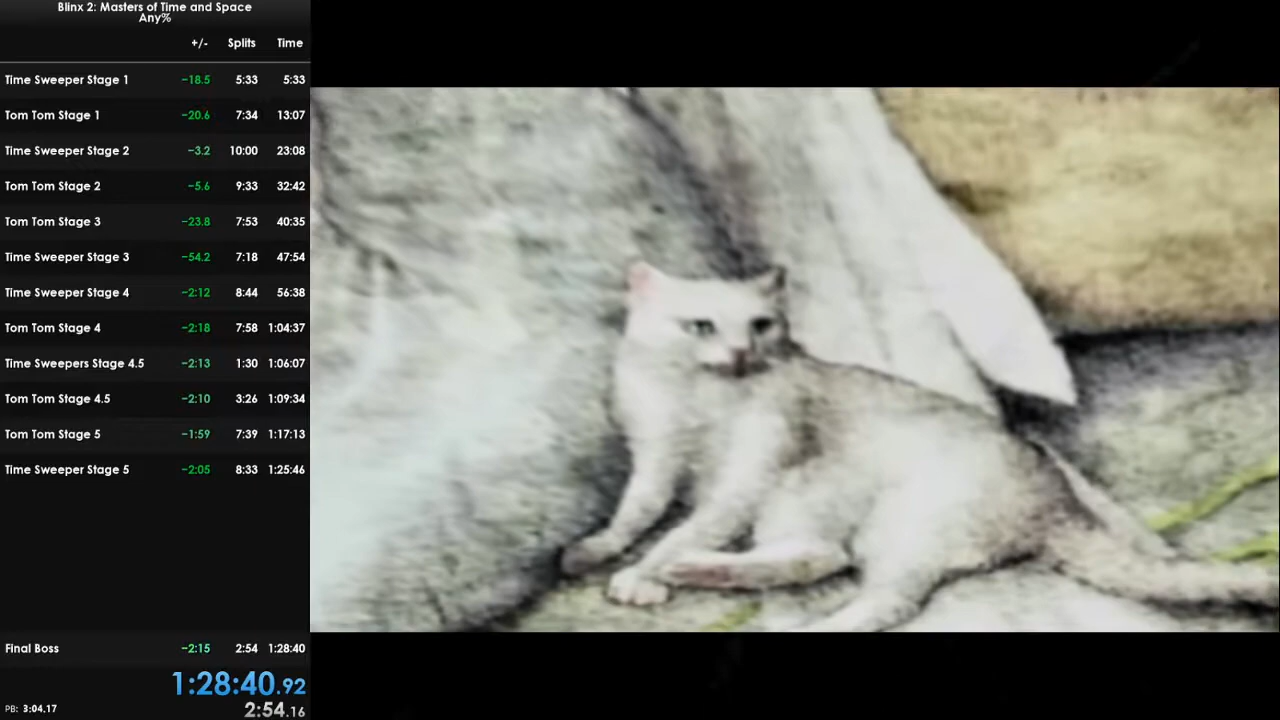 Blinx 2: Masters of Time and Space
Any%
+/- Splits Time
Time Sweeper Stage 1 −18.5 5:33 5:33
Tom Tom Stage 1 −20.6 7:34 13:07
Time Sweeper Stage 2 −3.2 10:00 23:08
Tom Tom Stage 2 −5.6 9:33 32:42
Tom Tom Stage 3 −23.8 7:53 40:35
Time Sweeper Stage 3 −54.2 7:18 47:54
Time Sweeper Stage 4 −2:12 8:44 56:38
Tom Tom Stage 4 −2:18 7:58 1:04:37
Time Sweepers Stage 4.5 −2:13 1:30 1:06:07
Tom Tom Stage 4.5 −2:10 3:26 1:09:34
Tom Tom Stage 5 −1:59 7:39 1:17:13
Time Sweeper Stage 5 −2:05 8:33 1:25:46
Final Boss −2:15 2:54 1:28:40
1:28:40.92
PB: 3:04.17 2:54.16